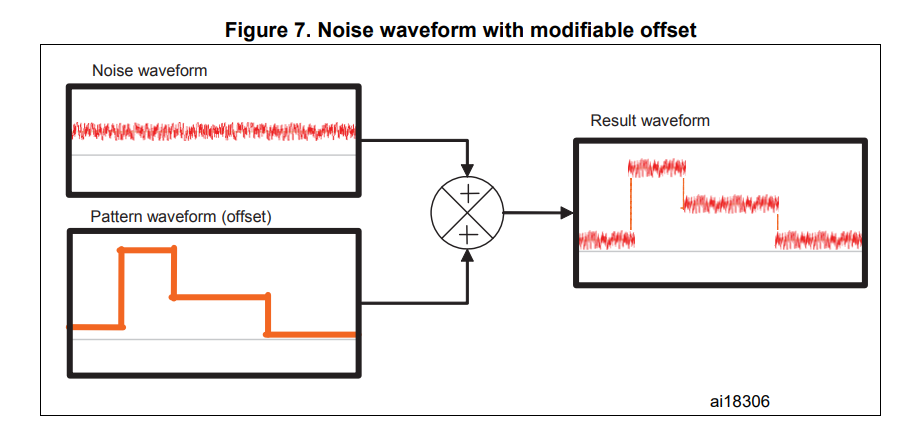 Figure 7. Noise waveform with modifiable offset
Noise waveform
Result waveform
Pattern waveform (offset)
+
+
ai18306